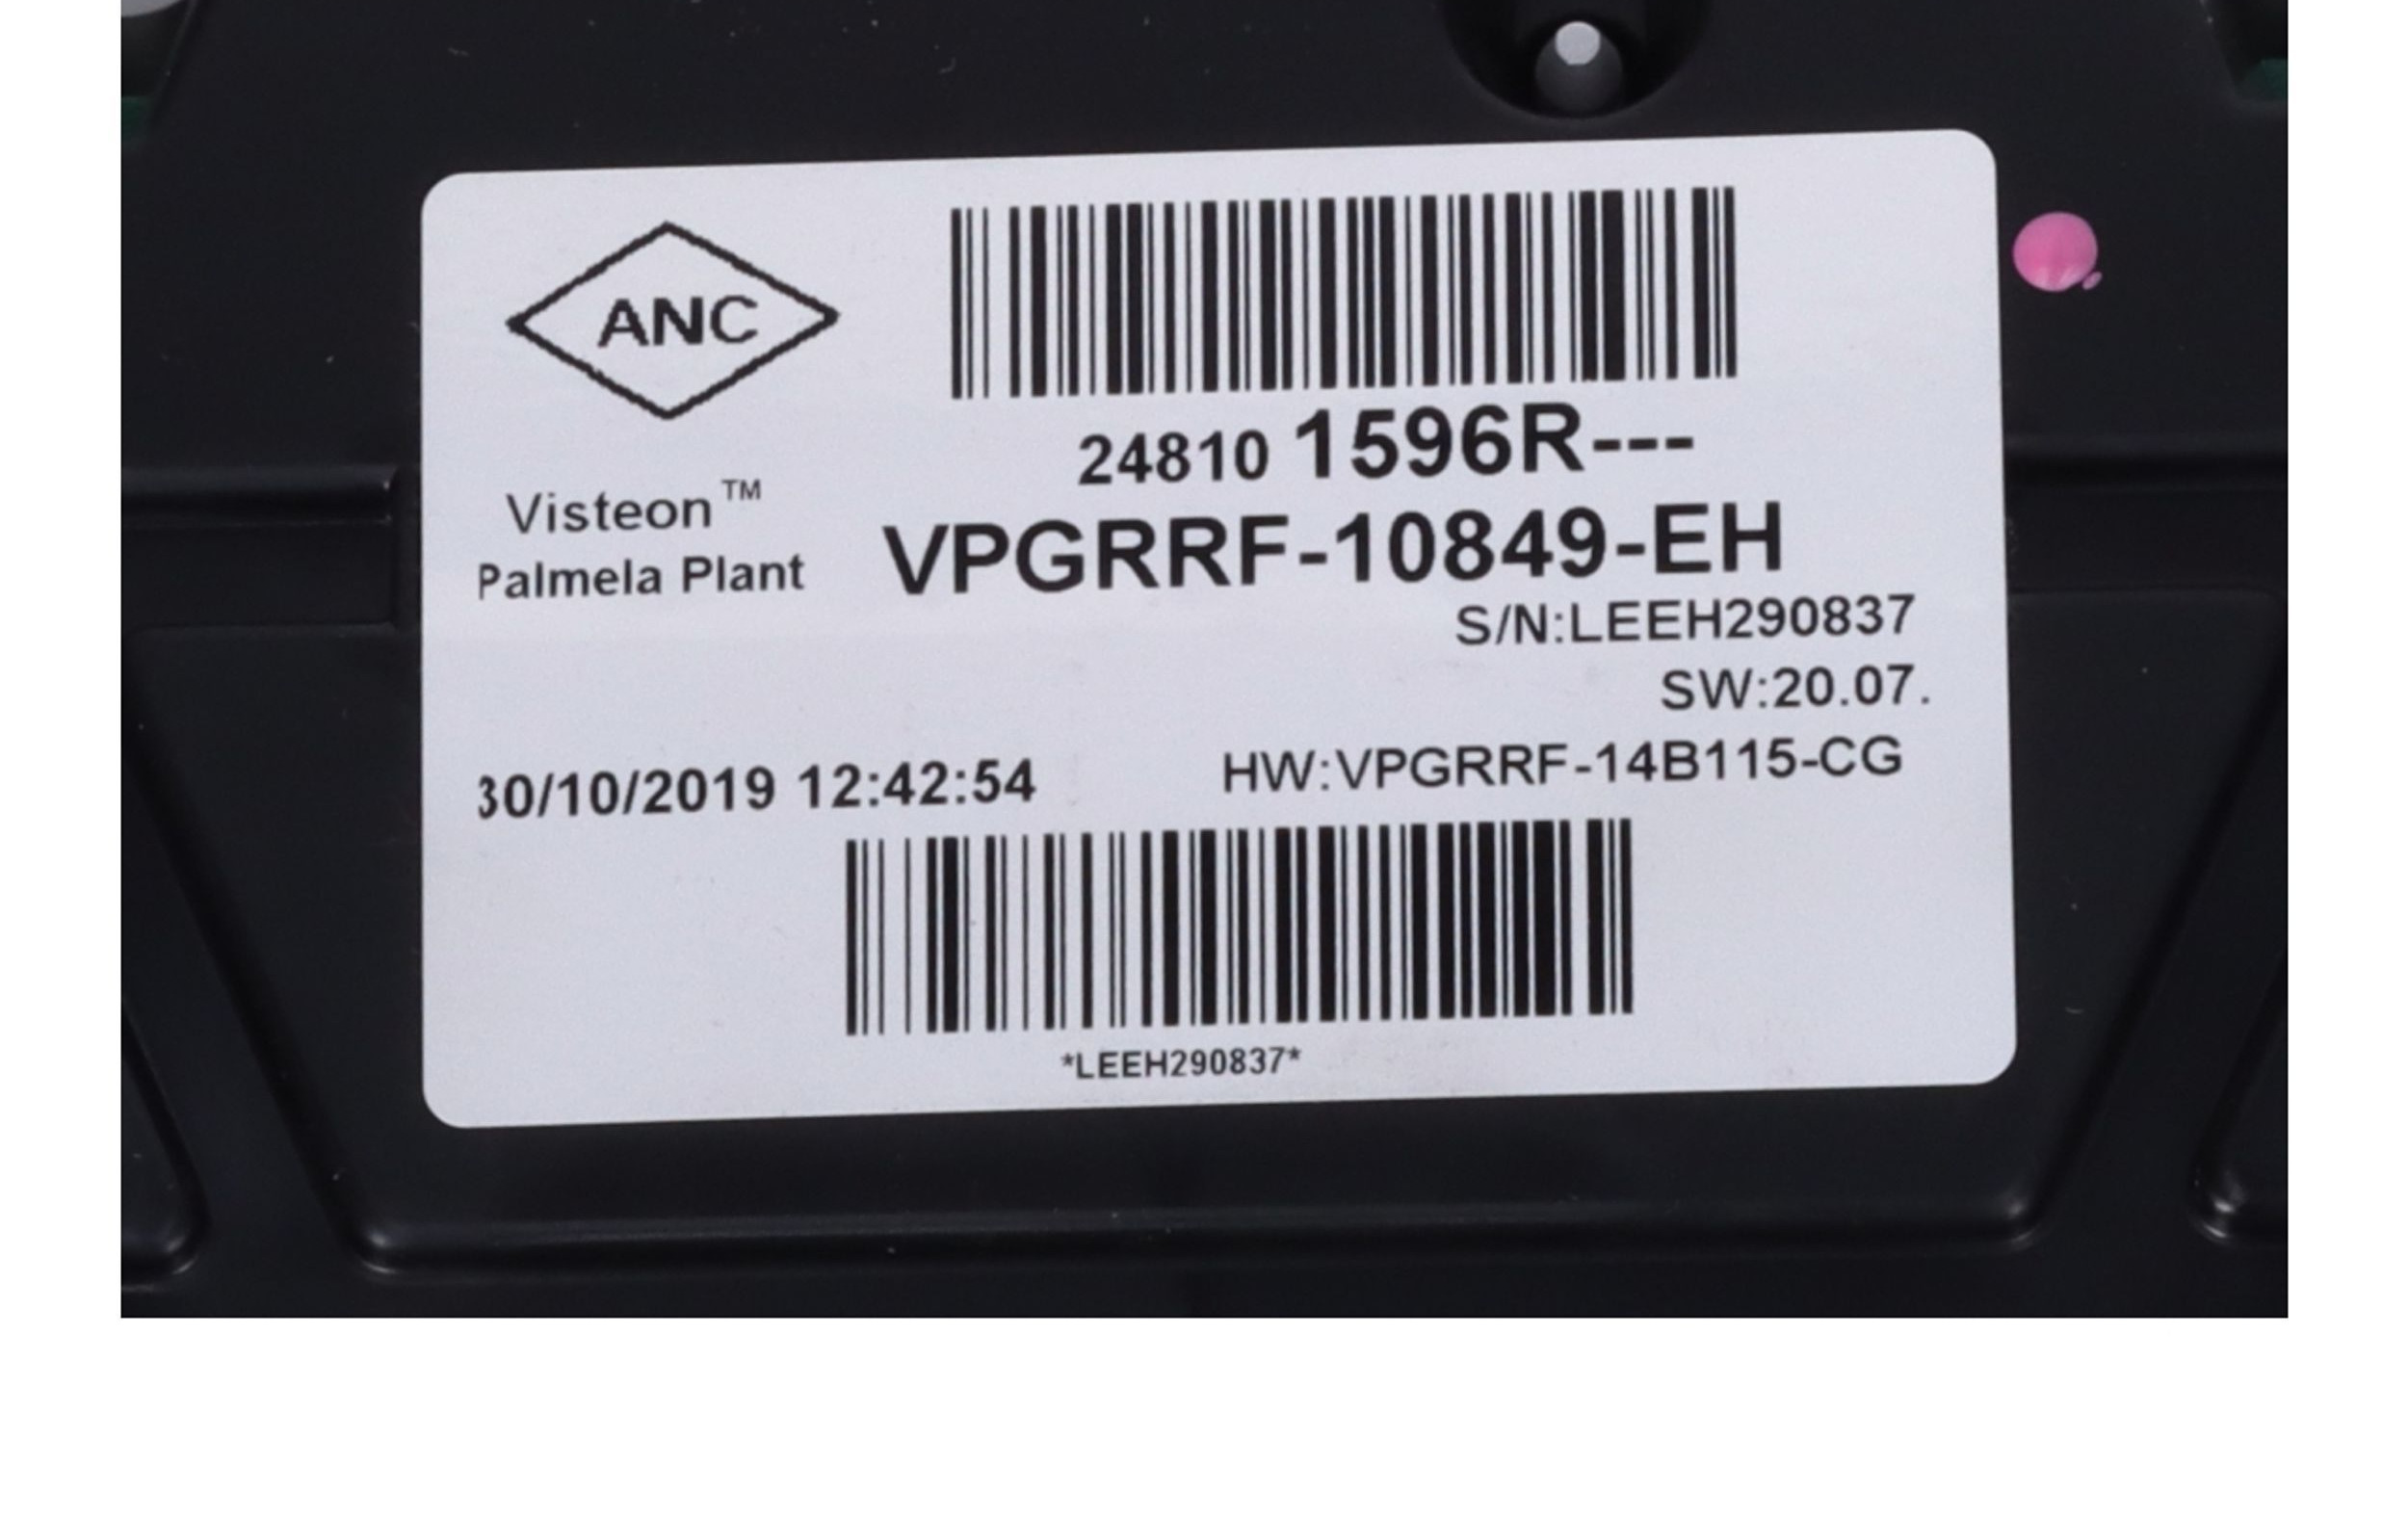 ANC
24810 1596R---
Visteon™
Palmela Plant
VPGRRF-10849-EH
S/N:LEEH290837
SW:20.07.
30/10/2019 12:42:54
HW:VPGRRF-14B115-CG
*LEEH290837*